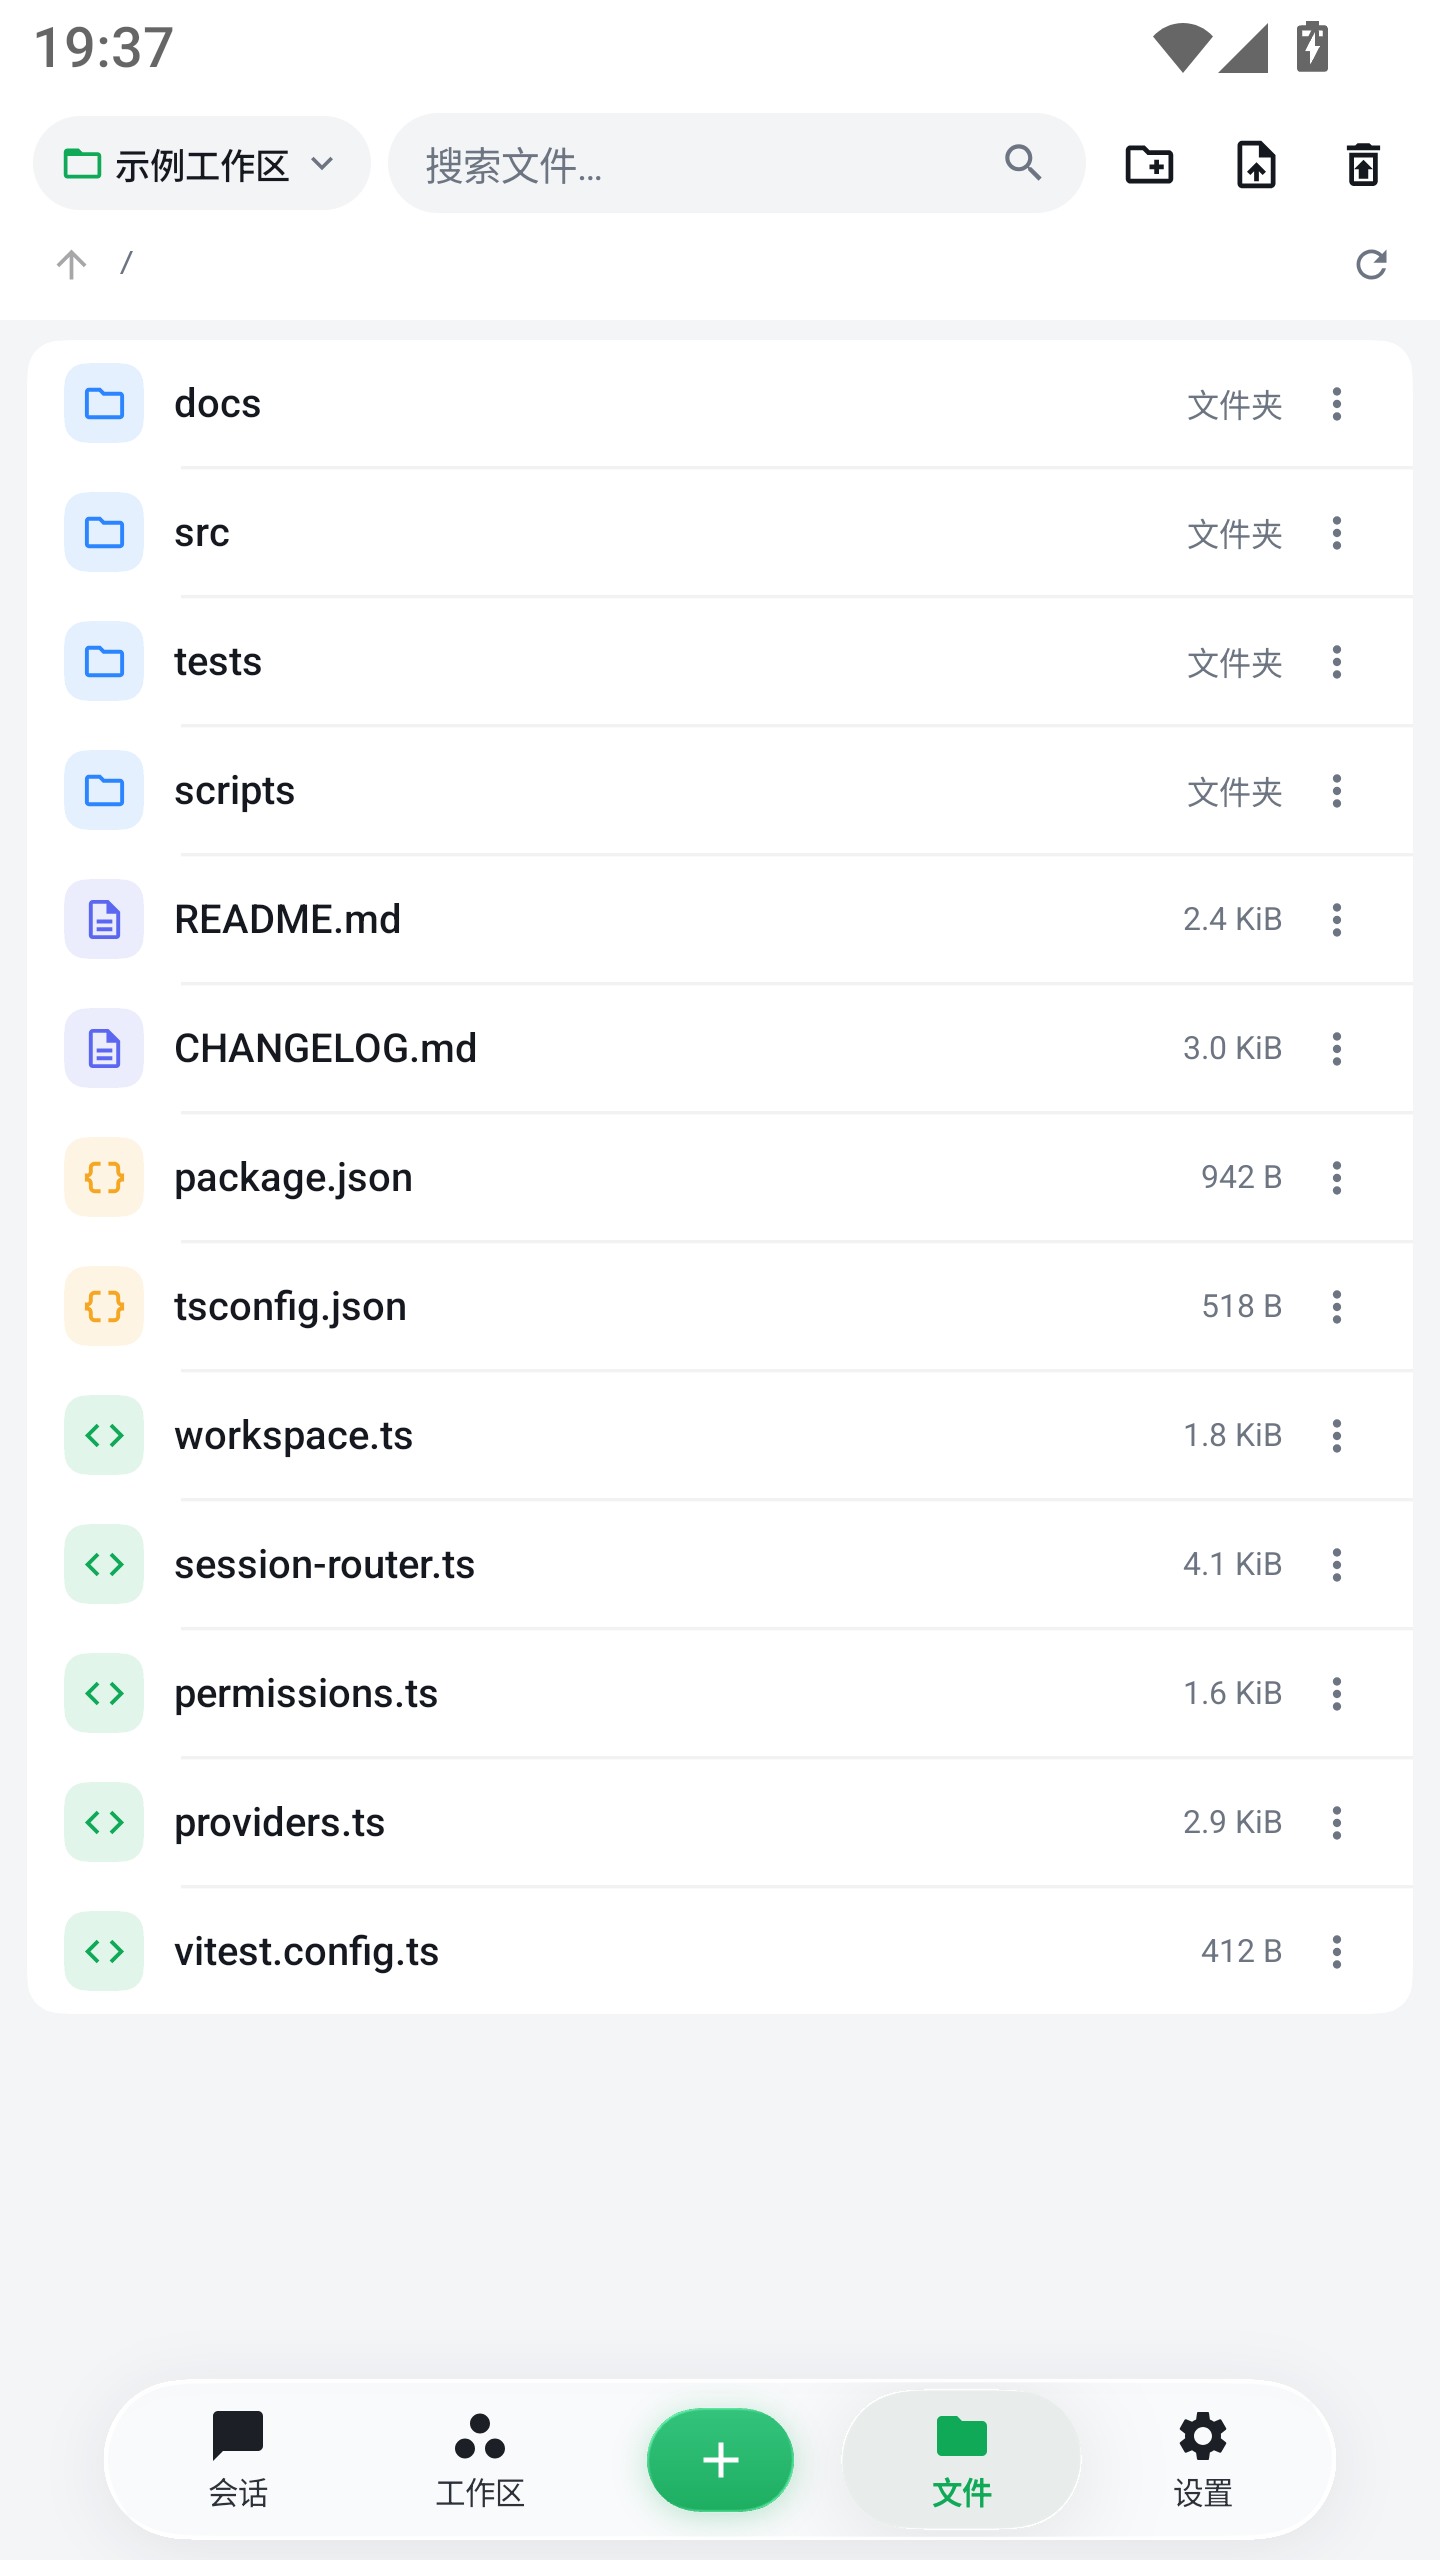 19:37
示例工作区
搜索文件...
/
docs 文件夹
src 文件夹
tests 文件夹
scripts 文件夹
README.md 2.4 KiB
CHANGELOG.md 3.0 KiB
package.json 942 B
tsconfig.json 518 B
workspace.ts 1.8 KiB
session-router.ts 4.1 KiB
permissions.ts 1.6 KiB
providers.ts 2.9 KiB
vitest.config.ts 412 B
会话 工作区 文件 设置